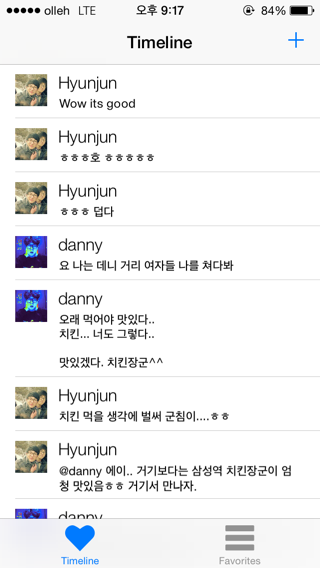 olleh LTE 오후 9:17 84%
Timeline
+
Hyunjun
Wow its good
Hyunjun
ㅎㅎㅎ호 ㅎㅎㅎㅎㅎ
Hyunjun
ㅎㅎㅎ 덥다
danny
요 나는 데니 거리 여자들 나를 쳐다봐
danny
오래 먹어야 맛있다..
치킨... 너도 그렇다..
맛있겠다. 치킨장군^^
Hyunjun
치킨 먹을 생각에 벌써 군침이....ㅎㅎ
Hyunjun
@danny 에이.. 거기보다는 삼성역 치킨장군이 엄
청 맛있음ㅎㅎ 거기서 만나자.
danny
Timeline
Favorites